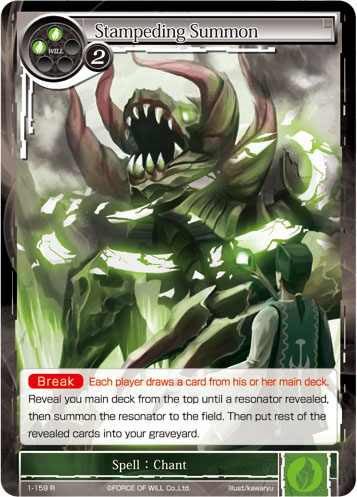 Stampeding Summon
WILL
2
Break Each player draws a card from his or her main deck.
Reveal you main deck from the top until a resonator revealed,
then summon the resonator to the field. Then put rest of the
revealed cards into your graveyard.
Spell : Chant
1-159 R ©FORCE OF WILL Co.,Ltd. Illust/kawaryu